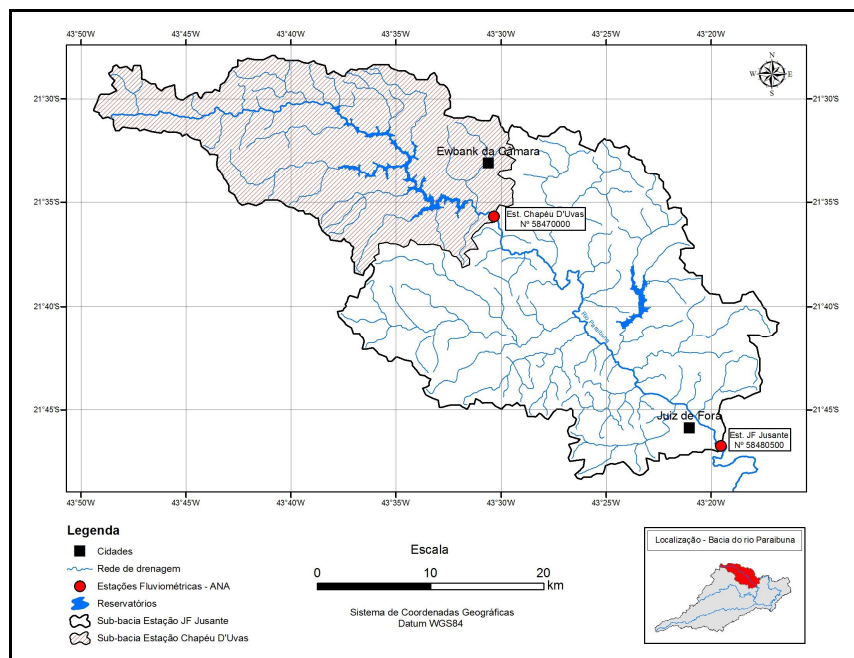 43°50'W 43°45'W 43°40'W 43°35'W 43°30'W 43°25'W 43°20'W
N
W E
S
21°30'S 21°30'S
Ewbank da Câmara
21°35'S 21°35'S
Est. Chapéu D'Uvas
Nº 58470000
21°40'S 21°40'S
Rio Paraibuna
21°45'S 21°45'S
Juiz de Fora
Est. JF Jusante
Nº 58480500
43°50'W 43°45'W 43°40'W 43°35'W 43°30'W 43°25'W 43°20'W
Legenda
Cidades
Rede de drenagem
Estações Fluviométricas - ANA
Reservatórios
Sub-bacia Estação JF Jusante
Sub-bacia Estação Chapéu D'Uvas
Escala
0 10 20
km
Sistema de Coordenadas Geográficas
Datum WGS84
Localização - Bacia do rio Paraibuna